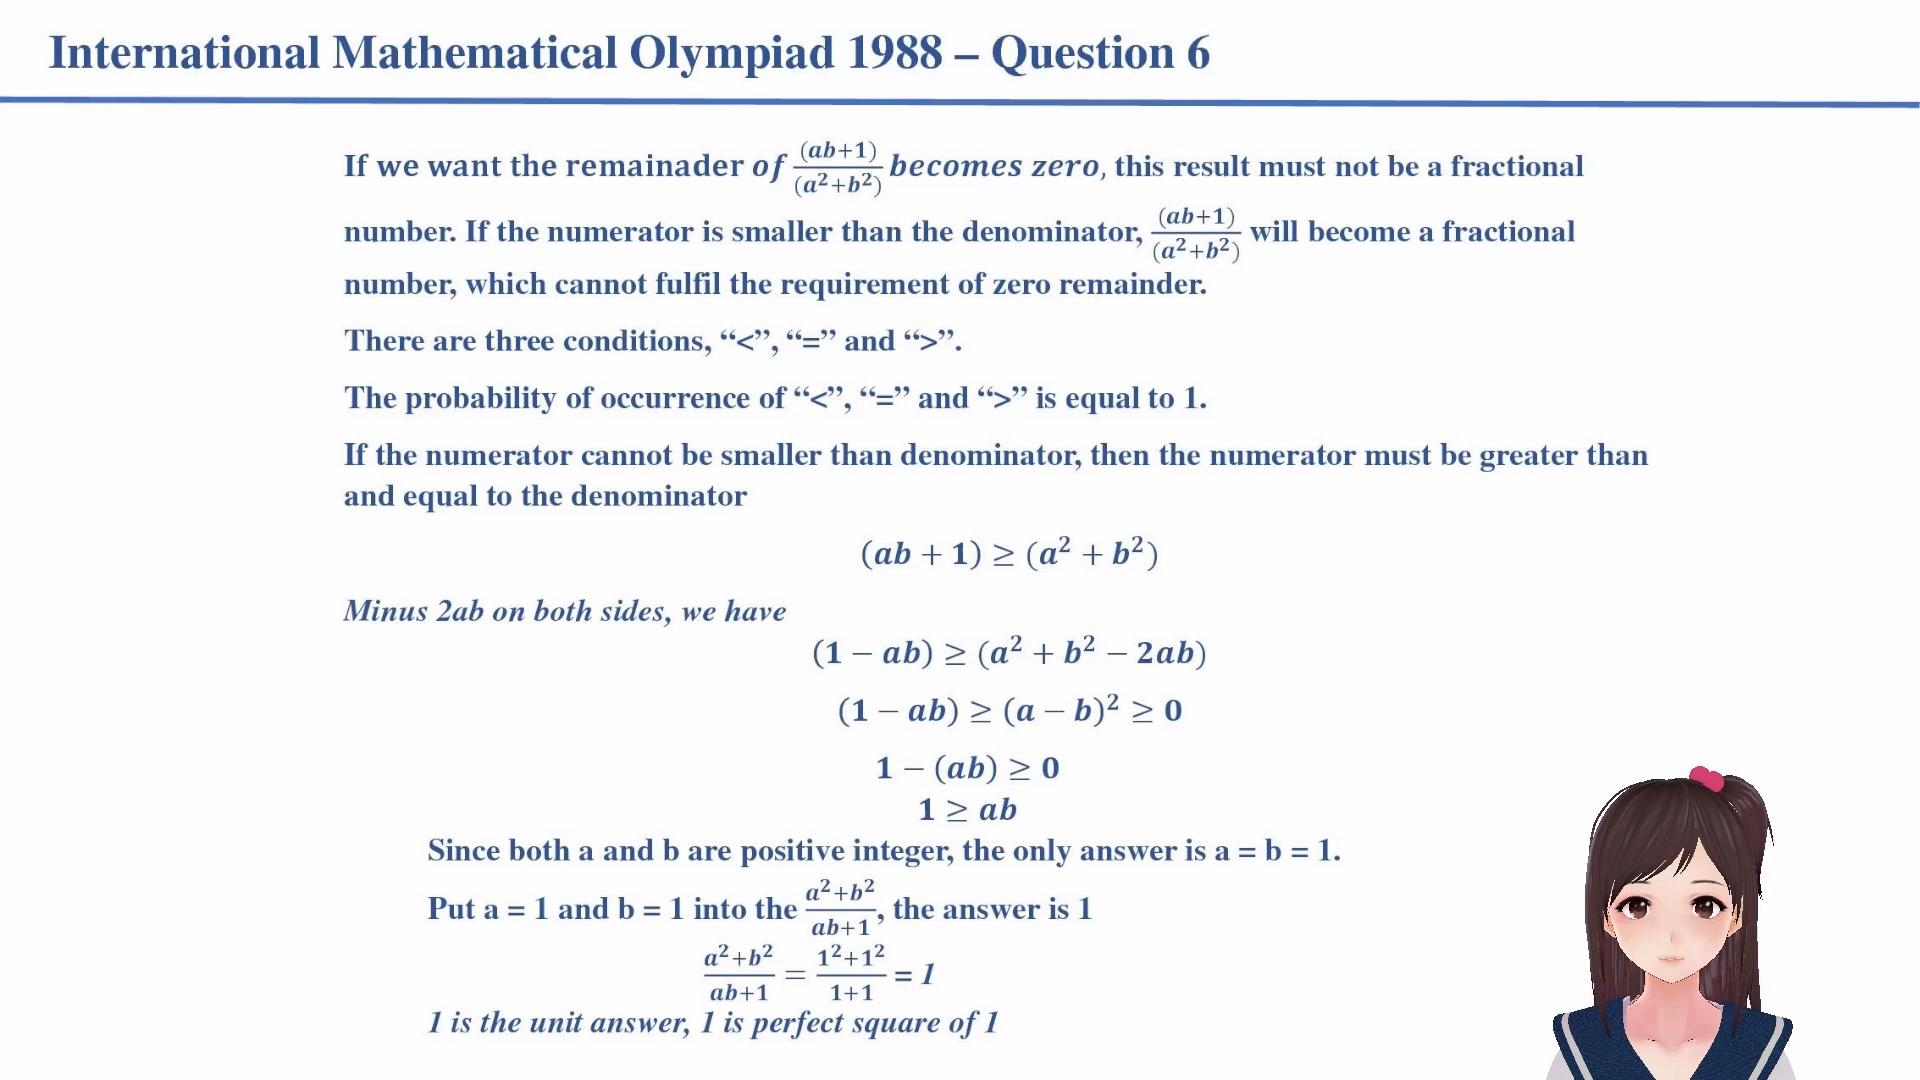 International Mathematical Olympiad 1988 – Question 6
If we want the remainader of (ab+1)/(a²+b²) becomes zero, this result must not be a fractional
number. If the numerator is smaller than the denominator, (ab+1)/(a²+b²) will become a fractional
number, which cannot fulfil the requirement of zero remainder.
There are three conditions, “<”, “=” and “>”.
The probability of occurrence of “<”, “=” and “>” is equal to 1.
If the numerator cannot be smaller than denominator, then the numerator must be greater than
and equal to the denominator
(ab + 1) ≥ (a² + b²)
Minus 2ab on both sides, we have
(1 − ab) ≥ (a² + b² − 2ab)
(1 − ab) ≥ (a − b)² ≥ 0
1 − (ab) ≥ 0
1 ≥ ab
Since both a and b are positive integer, the only answer is a = b = 1.
Put a = 1 and b = 1 into the (a²+b²)/(ab+1), the answer is 1
(a²+b²)/(ab+1) = (1²+1²)/(1+1) = 1
1 is the unit answer, 1 is perfect square of 1